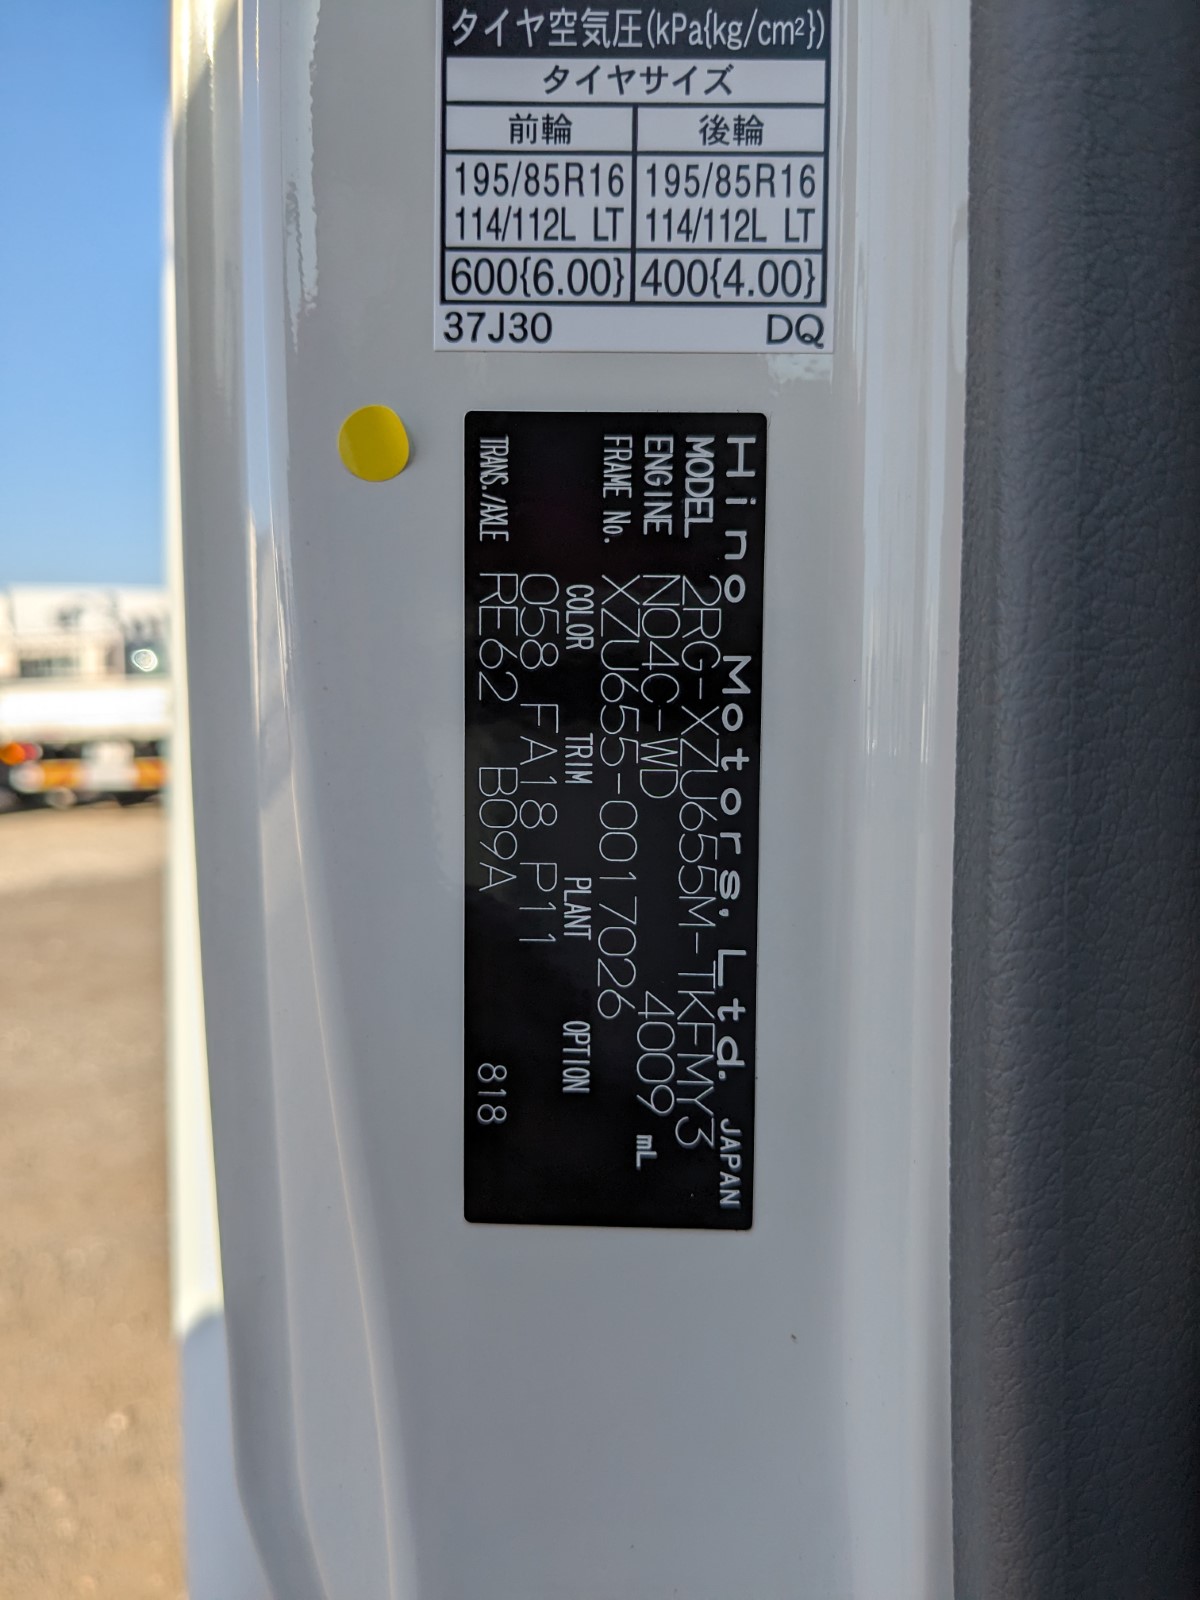 タイヤ空気圧(kPa{kg/cm²})
タイヤサイズ
前輪 後輪
195/85R16 195/85R16
114/112L LT 114/112L LT
600{6.00} 400{4.00}
37J30 DQ
Hino Motors, Ltd. JAPAN
MODEL 2RG-XZU655M-TKFMY3
ENGINE N04C-WD 4009 mL
FRAME No. XZU655-0017026
COLOR TRIM PLANT OPTION
058 FA18 P11
TRANS./AXLE RE62 B09A 818